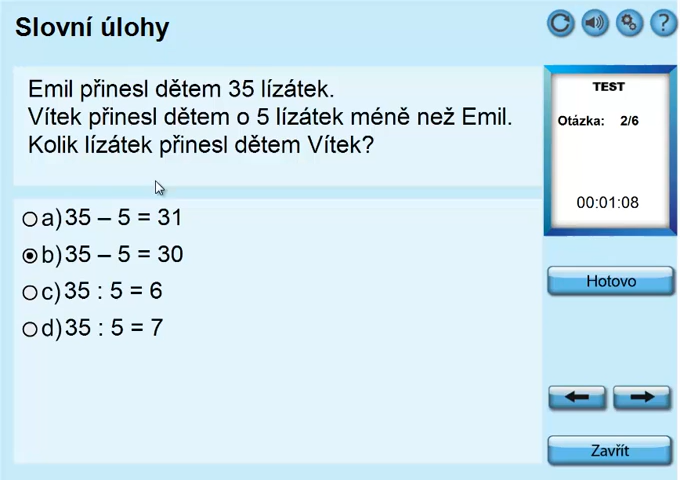 Slovní úlohy
?
Emil přinesl dětem 35 lízátek.
Vítek přinesl dětem o 5 lízátek méně než Emil.
Kolik lízátek přinesl dětem Vítek?
a) 35 – 5 = 31
b) 35 – 5 = 30
c) 35 : 5 = 6
d) 35 : 5 = 7
TEST
Otázka: 2/6
00:01:08
Hotovo
Zavřít